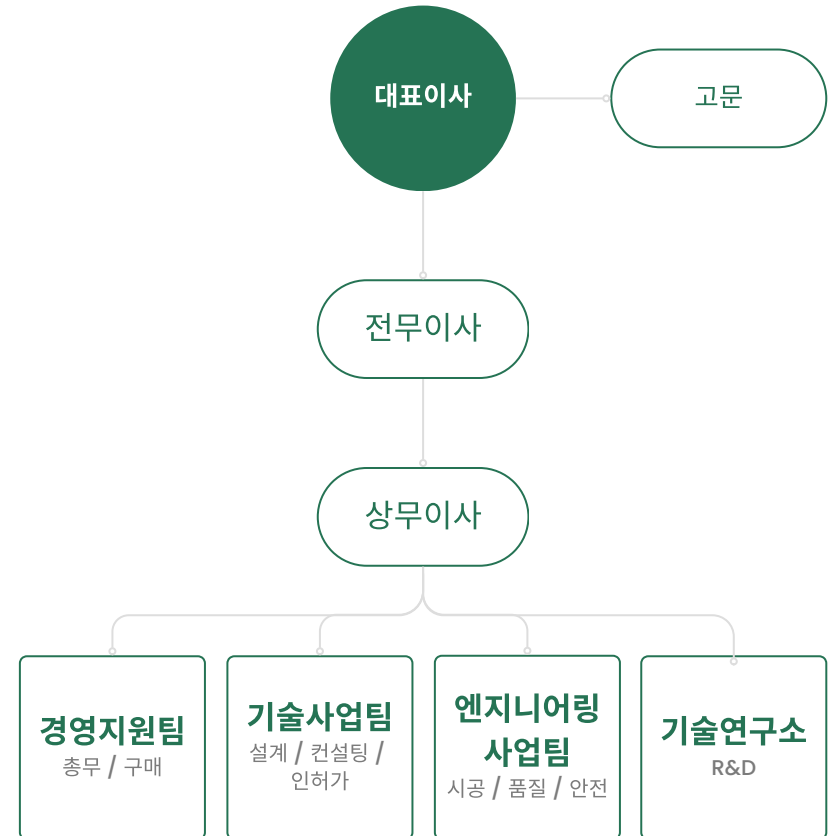 대표이사
고문
전무이사
상무이사
경영지원팀
총무 / 구매
기술사업팀
설계 / 컨설팅 /
인허가
엔지니어링
사업팀
시공 / 품질 / 안전
기술연구소
R&D